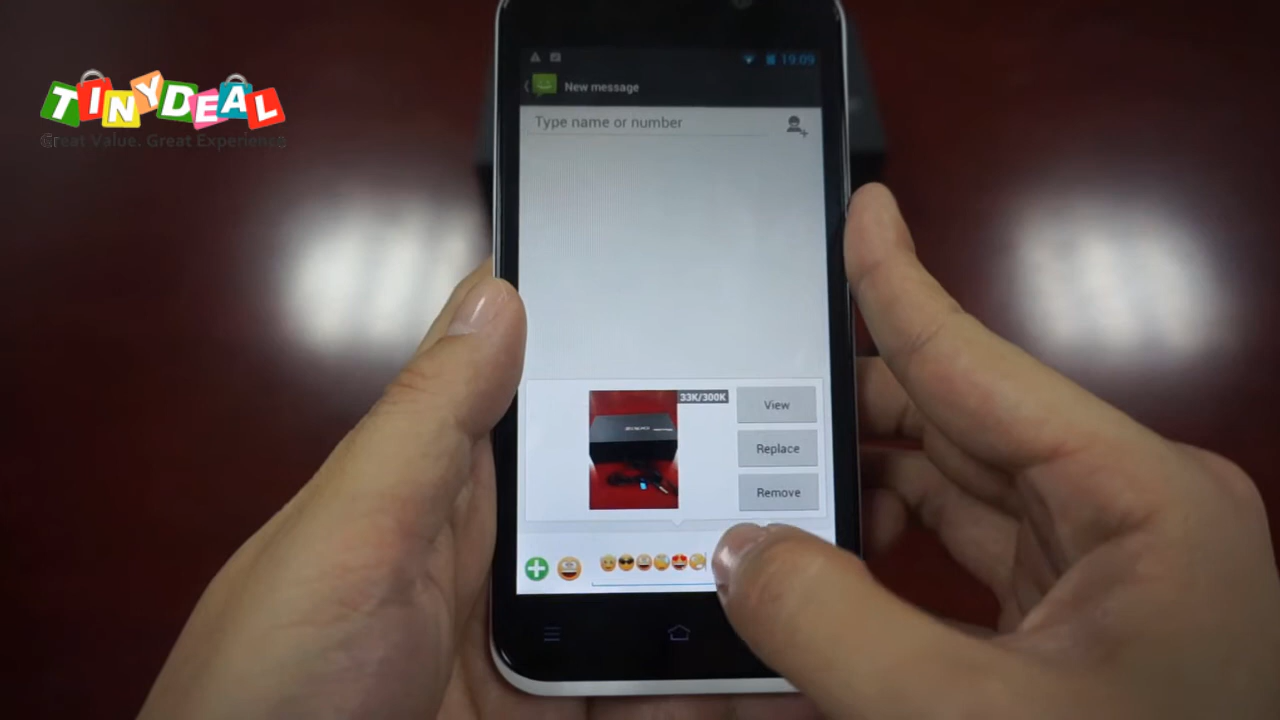 TINYDEAL
Great Value. Great Experience
19:09
New message
Type name or number
33K/300K
View
Replace
Remove